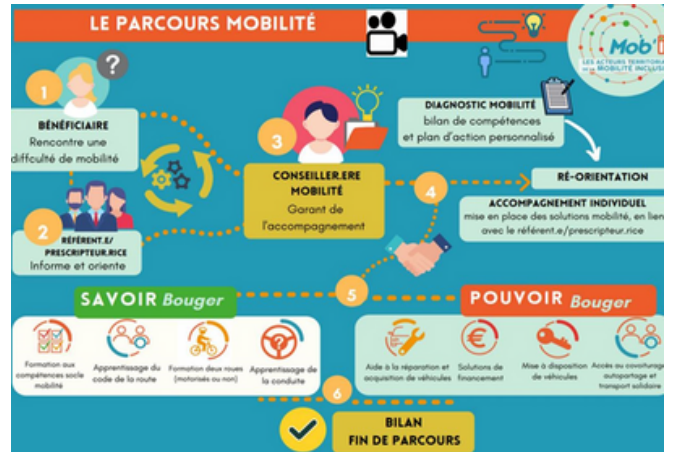 LE PARCOURS MOBILITÉ
Mob'I
LES ACTEURS TERRITORIA
DE LA MOBILITÉ INCLUSI
1
?
BÉNÉFICIAIRE
Rencontre une
diffculté de mobilité
2
RÉFÉRENT.E/
PRESCRIPTEUR.RICE
Informe et oriente
3
CONSEILLER.ERE
MOBILITÉ
Garant de
l'accompagnement
DIAGNOSTIC MOBILITÉ
bilan de compétences
et plan d'action personnalisé
4
RÉ-ORIENTATION
ACCOMPAGNEMENT INDIVIDUEL
mise en place des solutions mobilité, en lien
avec le référent.e/prescripteur.rice
5
SAVOIR Bouger
Formation aux
compétences socle
mobilité
Apprentissage du
code de la route
Formation deux roues
(motorisés ou non)
?
Apprentissage de
la conduite
POUVOIR Bouger
Aide à la réparation et
acquisition de véhicules
€
Solutions de
financement
Mise à disposition
de véhicules
Accès au covoiturage
autopartage et
transport solidaire
6
BILAN
FIN DE PARCOURS